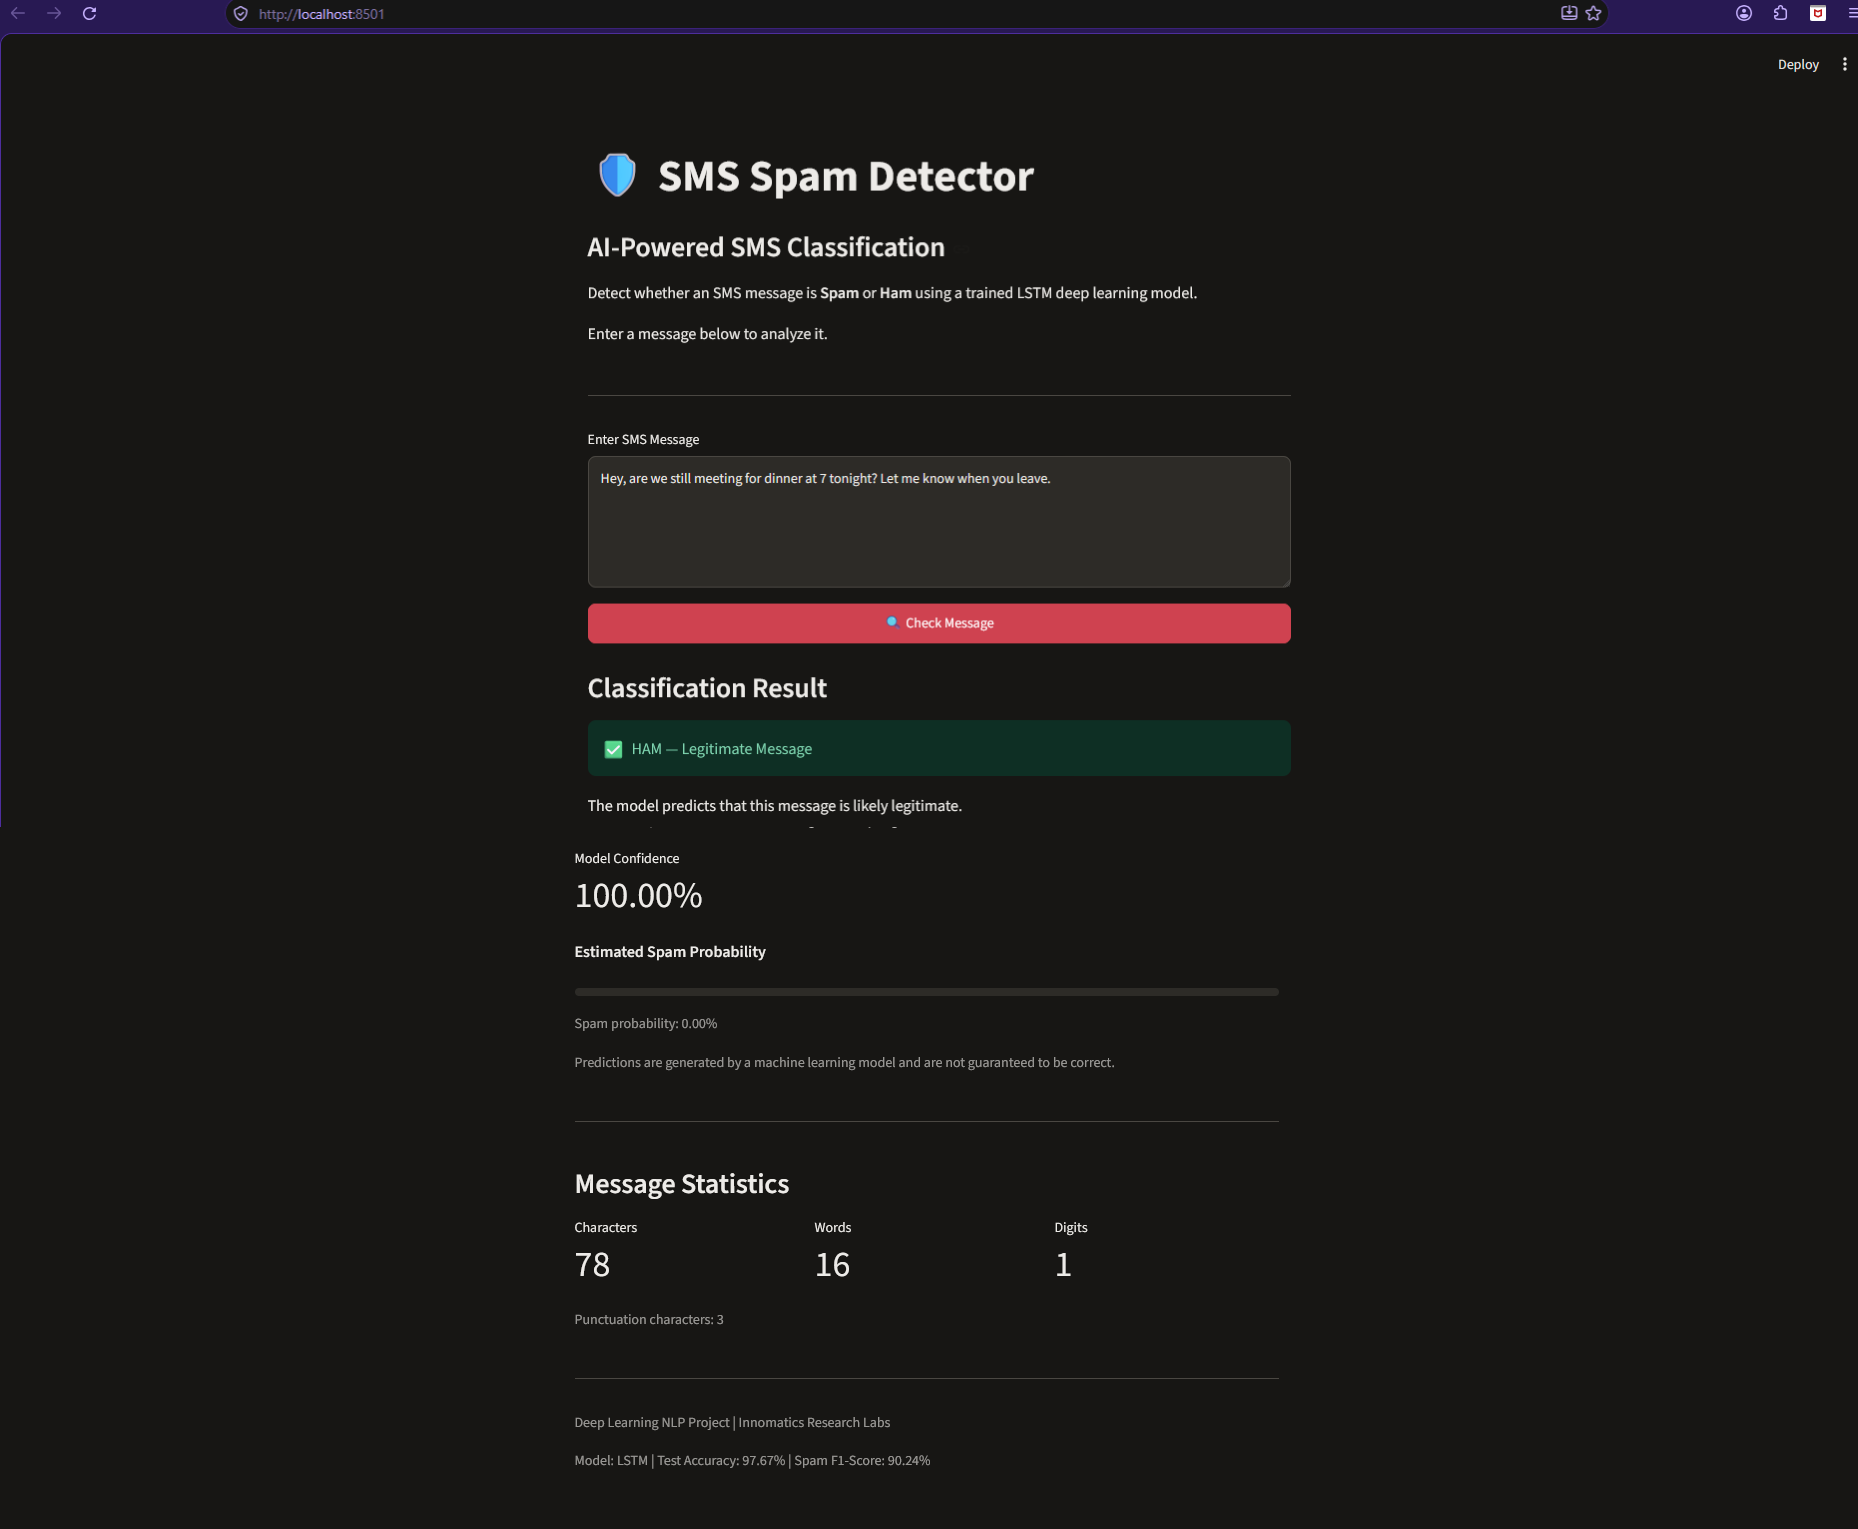 http://localhost:8501
Deploy
SMS Spam Detector
AI-Powered SMS Classification
Detect whether an SMS message is Spam or Ham using a trained LSTM deep learning model.
Enter a message below to analyze it.
Enter SMS Message
Hey, are we still meeting for dinner at 7 tonight? Let me know when you leave.
Check Message
Classification Result
HAM — Legitimate Message
The model predicts that this message is likely legitimate.
Model Confidence
100.00%
Estimated Spam Probability
Spam probability: 0.00%
Predictions are generated by a machine learning model and are not guaranteed to be correct.
Message Statistics
Characters Words Digits
78 16 1
Punctuation characters: 3
Deep Learning NLP Project | Innomatics Research Labs
Model: LSTM | Test Accuracy: 97.67% | Spam F1-Score: 90.24%